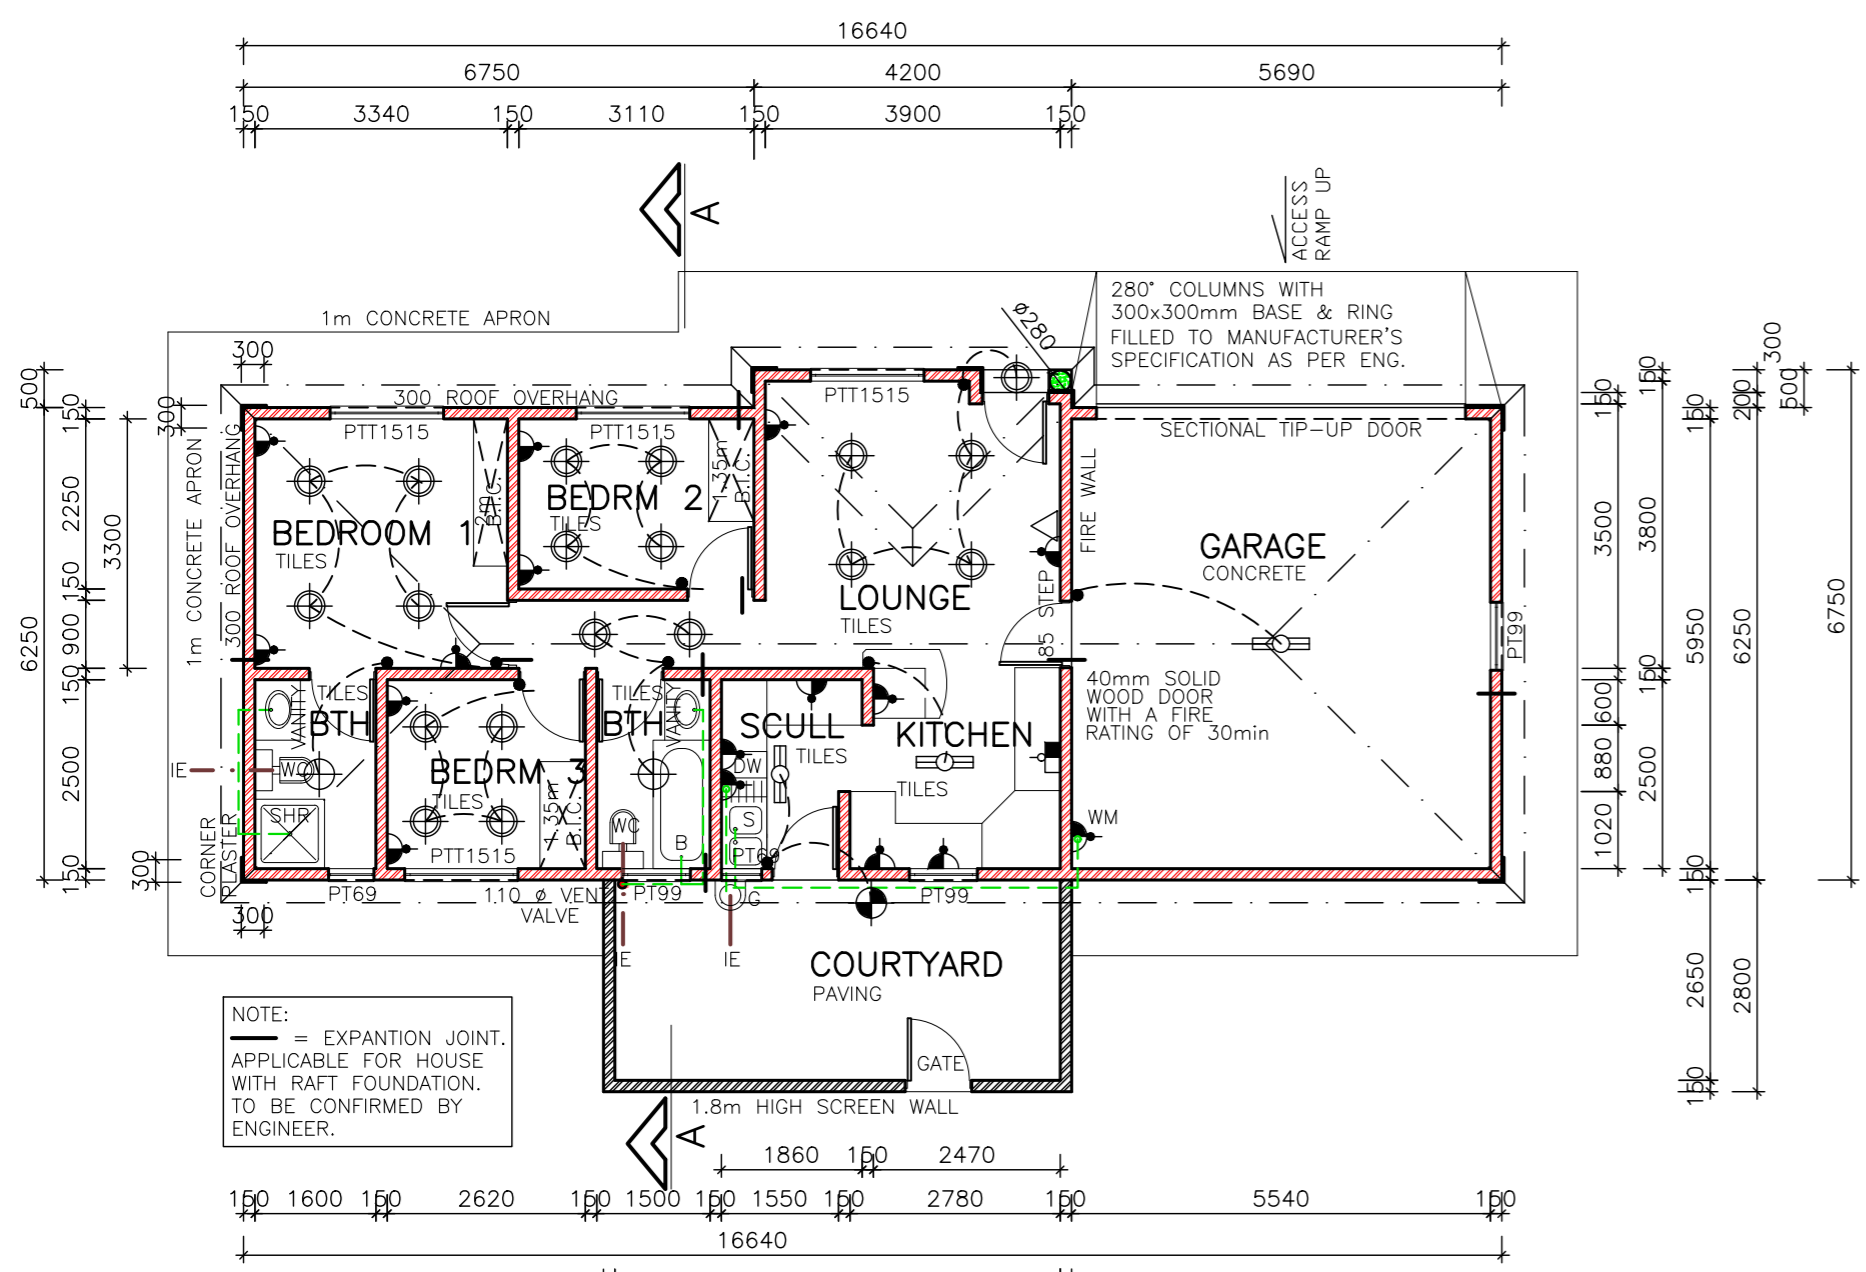 16640
6750 4200 5690
150 3340 150 3110 150 3900 150
A
ACCESS
RAMP UP
1m CONCRETE APRON
ø280
280° COLUMNS WITH
300x300mm BASE & RING
FILLED TO MANUFACTURER'S
SPECIFICATION AS PER ENG.
300
300 ROOF OVERHANG
PTT1515
PTT1515
PTT1515
SECTIONAL TIP-UP DOOR
500
6250
150
2250
150
900
150
2500
150
3300
300
300
300
1m CONCRETE APRON
300 ROOF OVERHANG
BEDROOM 1
TILES
2m
B.I.C.
BEDRM 2
TILES
1.35m
B.I.C.
LOUNGE
TILES
FIRE WALL
85 STEP
GARAGE
CONCRETE
PT99
40mm SOLID
WOOD DOOR
WITH A FIRE
RATING OF 30min
VANITY
TILES
BTH
IE
WC
SHR
CORNER
PLASTER
BEDRM 3
TILES
1.35m
B.I.C.
PTT1515
TILES
BTH
VANITY
WC
B
SCULL
TILES
DW
S
PT69
KITCHEN
TILES
WM
PT69
110 ø VENT
VALVE
PT99
G
PT99
IE
IE
COURTYARD
PAVING
GATE
1.8m HIGH SCREEN WALL
A
NOTE:
= EXPANTION JOINT.
APPLICABLE FOR HOUSE
WITH RAFT FOUNDATION.
TO BE CONFIRMED BY
ENGINEER.
150
3500
600
880
1020
150
3800
150
2500
150
5950
150
2650
150
200
6250
2800
300
500
6750
1860 150 2470
150 1600 150 2620 150 1500 150 1550 150 2780 150 5540 150
16640